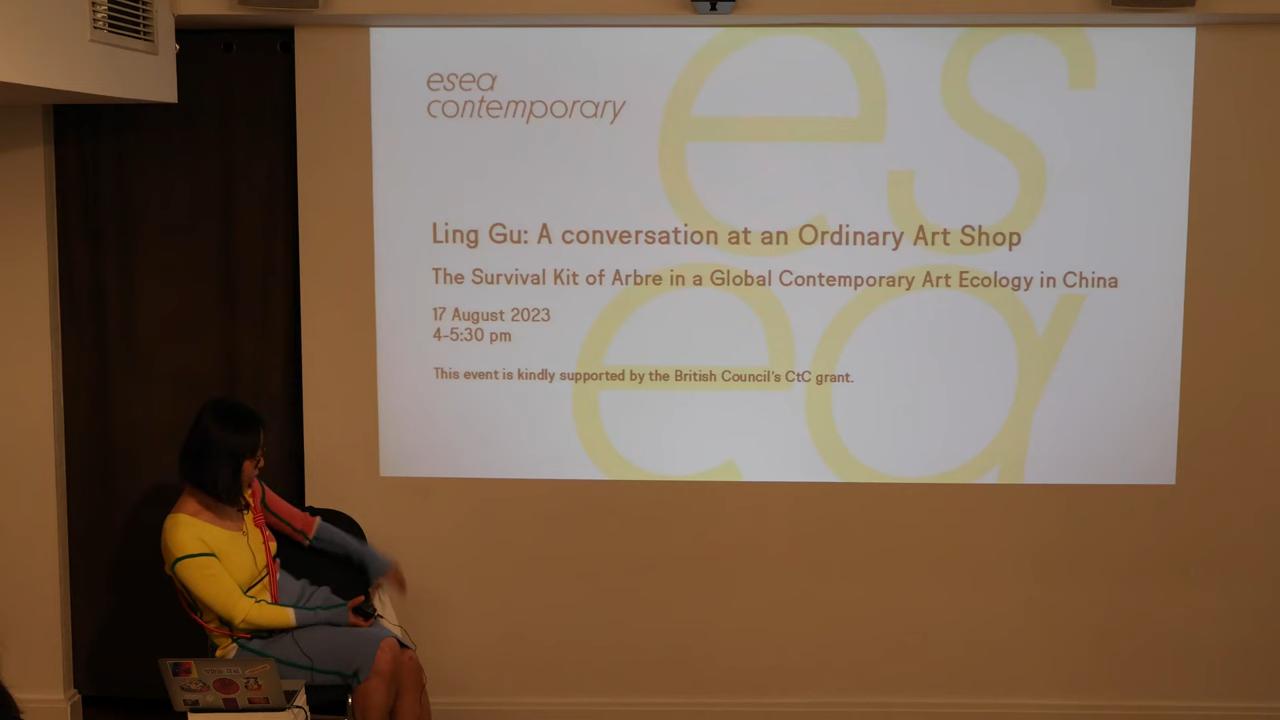 esea
contemporary
es
ea
Ling Gu: A conversation at an Ordinary Art Shop
The Survival Kit of Arbre in a Global Contemporary Art Ecology in China
17 August 2023
4-5:30 pm
This event is kindly supported by the British Council's CtC grant.